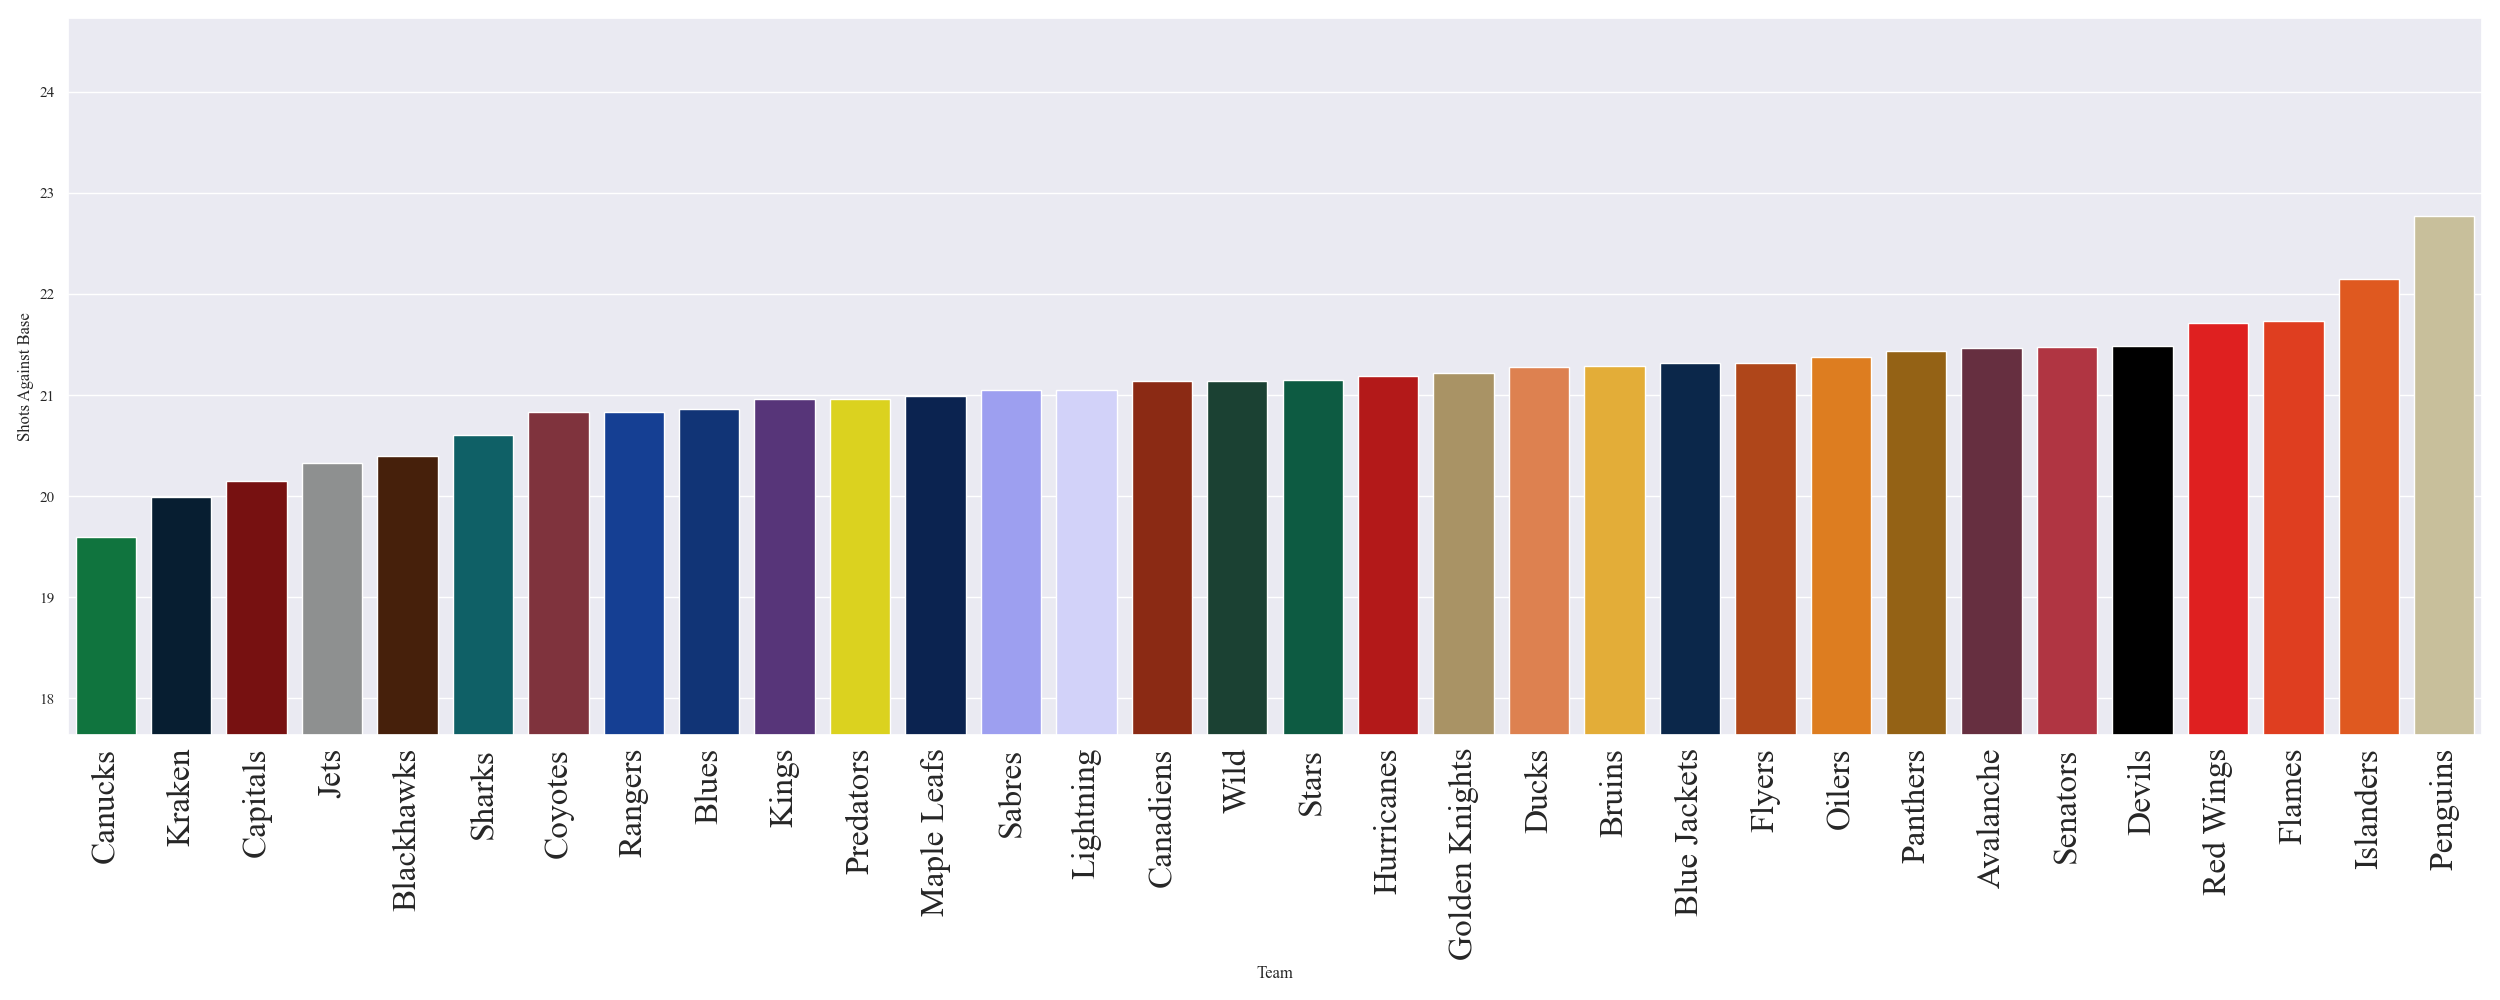 24
23
22
21
20
19
18
Shots Against Base
Canucks
Kraken
Capitals
Jets
Blackhawks
Sharks
Coyotes
Rangers
Blues
Kings
Predators
Maple Leafs
Sabres
Lightning
Canadiens
Wild
Stars
Hurricanes
Golden Knights
Ducks
Bruins
Blue Jackets
Flyers
Oilers
Panthers
Avalanche
Senators
Devils
Red Wings
Flames
Islanders
Penguins
Team